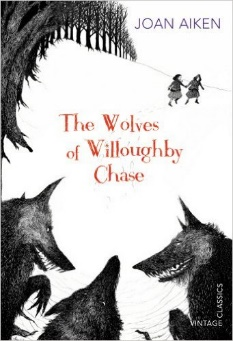 JOAN AIKEN
The Wolves
of Willoughby
Chase
VINTAGE CLASSICS